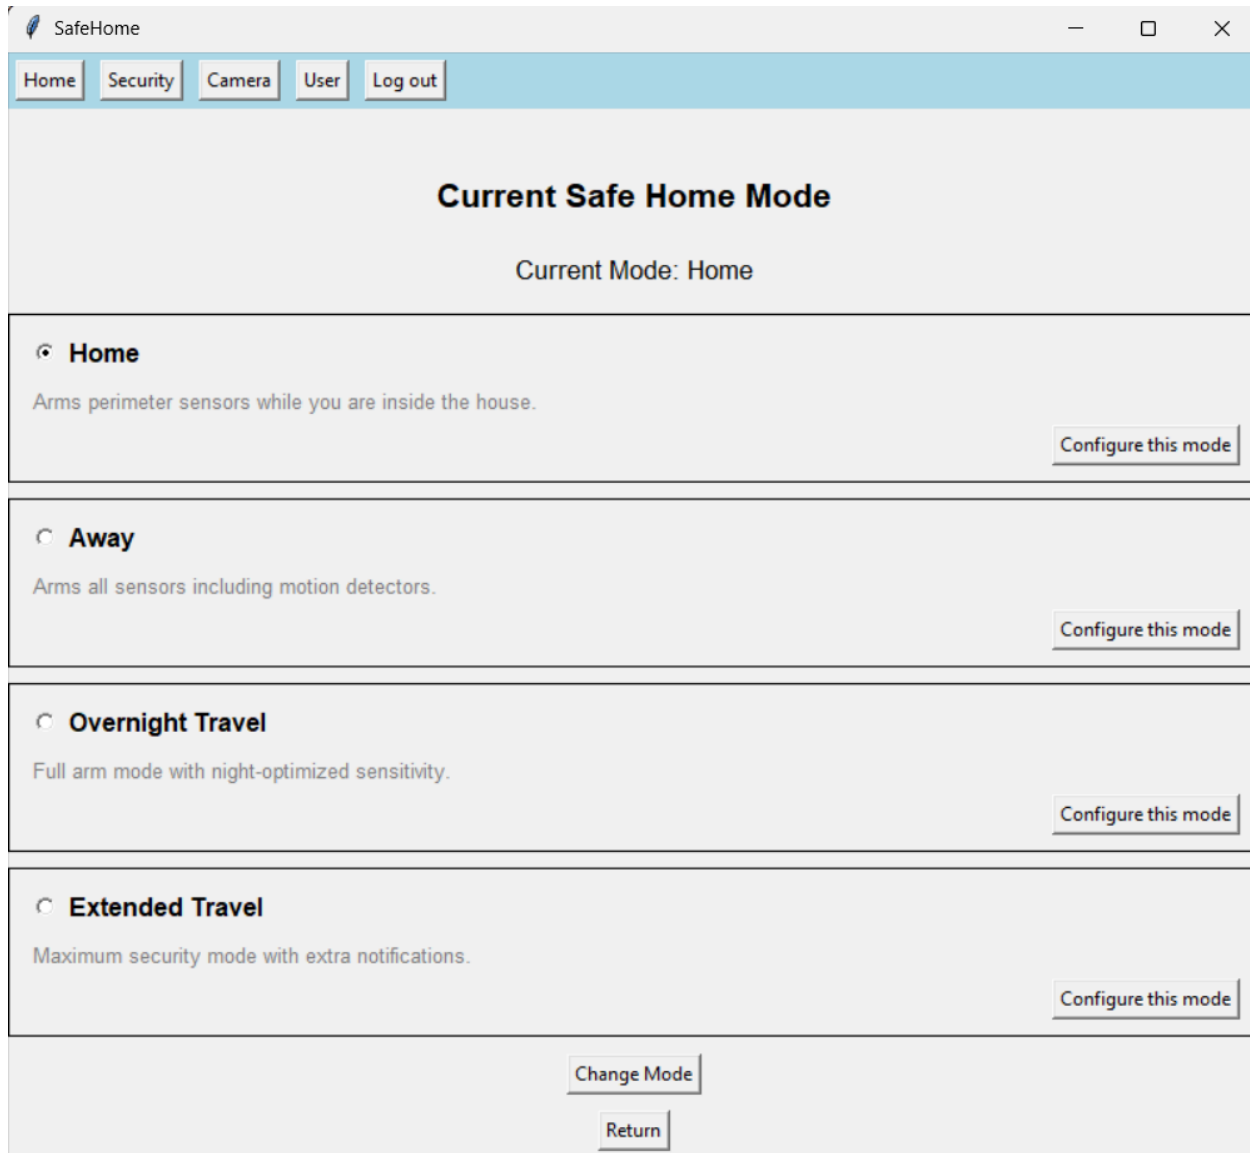 SafeHome
Home Security Camera User Log out
Current Safe Home Mode
Current Mode: Home
Home
Arms perimeter sensors while you are inside the house.
Configure this mode
Away
Arms all sensors including motion detectors.
Configure this mode
Overnight Travel
Full arm mode with night-optimized sensitivity.
Configure this mode
Extended Travel
Maximum security mode with extra notifications.
Configure this mode
Change Mode
Return